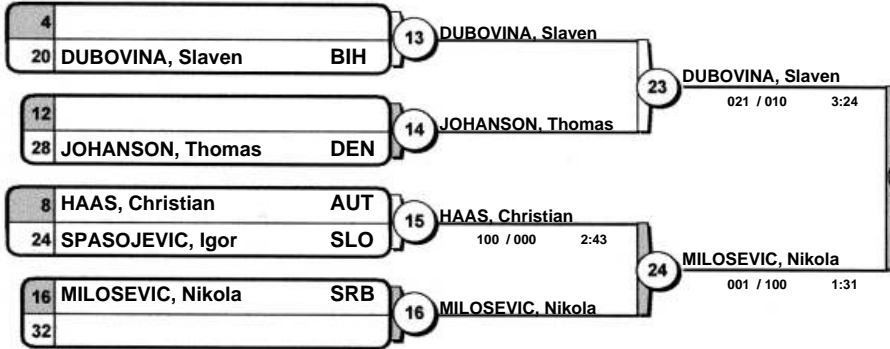 4
20 DUBOVINA, Slaven BIH
13 DUBOVINA, Slaven
23 DUBOVINA, Slaven
021 / 010 3:24
12
28 JOHANSON, Thomas DEN
14 JOHANSON, Thomas
8 HAAS, Christian AUT
24 SPASOJEVIC, Igor SLO
15 HAAS, Christian
100 / 000 2:43
24 MILOSEVIC, Nikola
001 / 100 1:31
16 MILOSEVIC, Nikola SRB
32
16 MILOSEVIC, Nikola